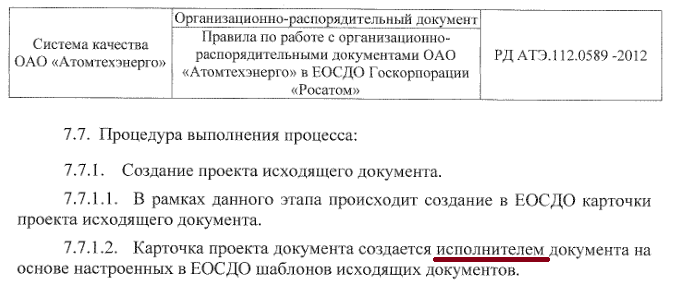 Система качества
ОАО «Атомтехэнерго»
Организационно-распорядительный документ
Правила по работе с организационно-
распорядительными документами ОАО
«Атомтехэнерго» в ЕОСДО Госкорпорации
«Росатом»
РД АТЭ.112.0589 -2012
7.7. Процедура выполнения процесса:
7.7.1. Создание проекта исходящего документа.
7.7.1.1. В рамках данного этапа происходит создание в ЕОСДО карточки
проекта исходящего документа.
7.7.1.2. Карточка проекта документа создается исполнителем документа на
основе настроенных в ЕОСДО шаблонов исходящих документов.